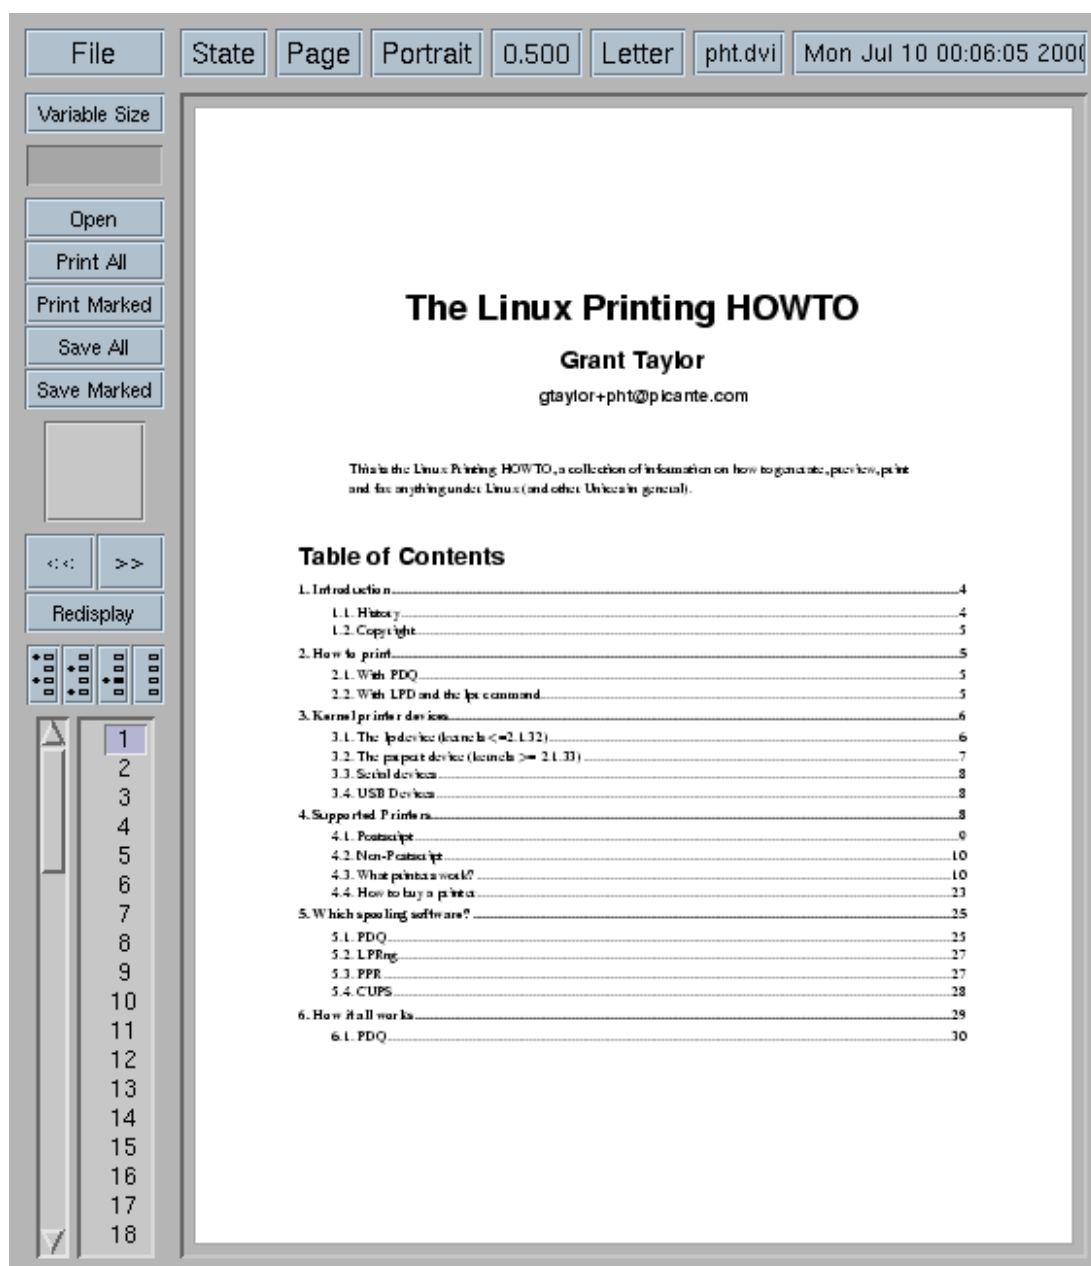 File State Page Portrait 0.500 Letter pht.dvi Mon Jul 10 00:06:05 200
Variable Size
Open
Print All
Print Marked
Save All
Save Marked
<< >>
Redisplay
1
2
3
4
5
6
7
8
9
10
11
12
13
14
15
16
17
18
The Linux Printing HOWTO
Grant Taylor
gtaylor+pht@picante.com
This is the Linux Printing HOWTO, a collection of information on how to generate, preview, print
and fax anything under Linux (and other Unices in general).
Table of Contents
1. Introduction 4
1.1. History 4
1.2. Copyright 5
2. How to print 5
2.1. With PDQ 5
2.2. With LPD and the lpr command 5
3. Kernel printer devices 6
3.1. The lp device (kernels <=2.1.32) 6
3.2. The parport device (kernels >= 2.1.33) 7
3.3. Serial devices 8
3.4. USB Devices 8
4. Supported Printers 8
4.1. Postscript 9
4.2. Non-Postscript 10
4.3. What printers work? 10
4.4. How to buy a printer 23
5. Which spooling software? 25
5.1. PDQ 25
5.2. LPRng 27
5.3. PPR 27
5.4. CUPS 28
6. How it all works 29
6.1. PDQ 30